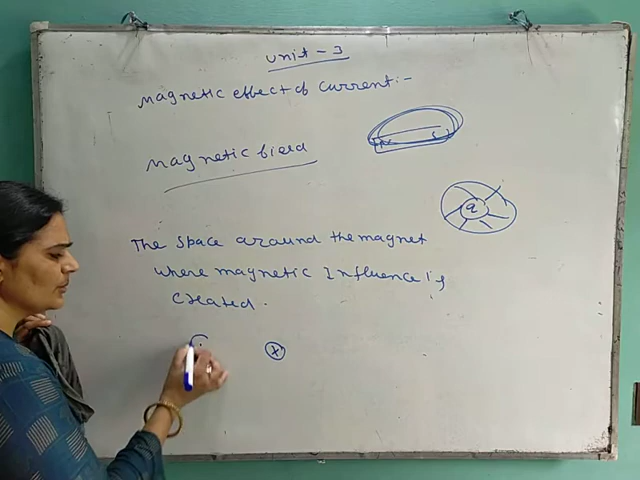 Unit - 3
Magnetic effect of Current :-
Magnetic field
q
The space around the magnet
where magnetic Influence is
created.